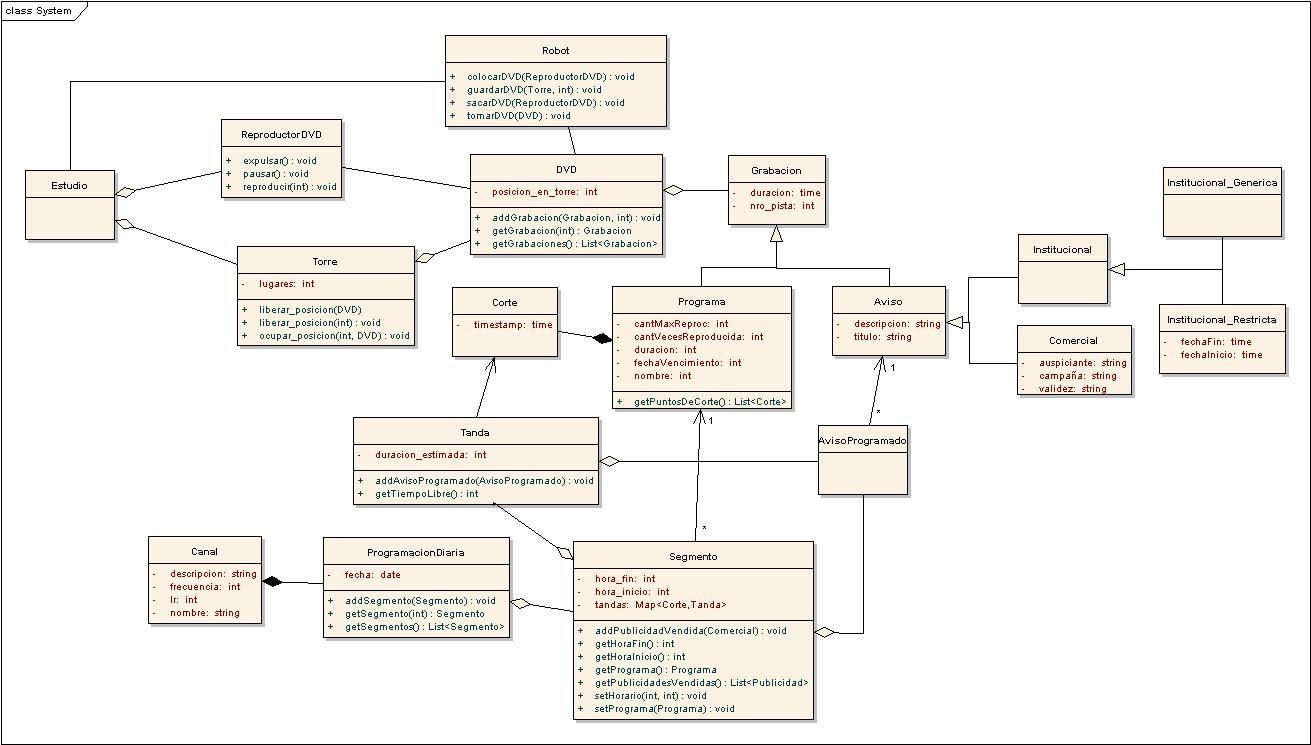 class System
Robot
+ colocarDVD(ReproductorDVD) : void
+ guardarDVD(Torre, int) : void
+ sacarDVD(ReproductorDVD) : void
+ tomarDVD(DVD) : void
ReproductorDVD
+ expulsar() : void
+ pausar() : void
+ reproducir(int) : void
Estudio
DVD
- posicion_en_torre: int
+ addGrabacion(Grabacion, int) : void
+ getGrabacion(int) : Grabacion
+ getGrabaciones() : List<Grabacion>
Grabacion
- duracion: time
- nro_pista: int
Institucional_Generica
Torre
- lugares: int
+ liberar_posicion(DVD)
+ liberar_posicion(int) : void
+ ocupar_posicion(int, DVD) : void
Institucional
Corte
- timestamp: time
Programa
- cantMaxReproc: int
- cantVecesReproducida: int
- duracion: int
- fechaVencimiento: int
- nombre: int
+ getPuntosDeCorte() : List<Corte>
Aviso
- descripcion: string
- titulo: string
Institucional_Restricta
- fechaFin: time
- fechaInicio: time
Comercial
- auspiciante: string
- campaña: string
- validez: string
1
*
1
*
AvisoProgramado
Tanda
- duracion_estimada: int
+ addAvisoProgramado(AvisoProgramado) : void
+ getTiempoLibre() : int
Canal
- descripcion: string
- frecuencia: int
- Ir: int
- nombre: string
ProgramacionDiaria
- fecha: date
+ addSegmento(Segmento) : void
+ getSegmento(int) : Segmento
+ getSegmentos() : List<Segmento>
Segmento
- hora_fin: int
- hora_inicio: int
- tandas: Map<Corte,Tanda>
+ addPublicidadVendida(Comercial) : void
+ getHoraFin() : int
+ getHoraInicio() : int
+ getPrograma() : Programa
+ getPublicidadesVendidas() : List<Publicidad>
+ setHorario(int, int) : void
+ setPrograma(Programa) : void